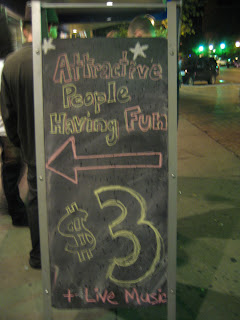 Attractive
People
Having Fun
$3
+ Live Music